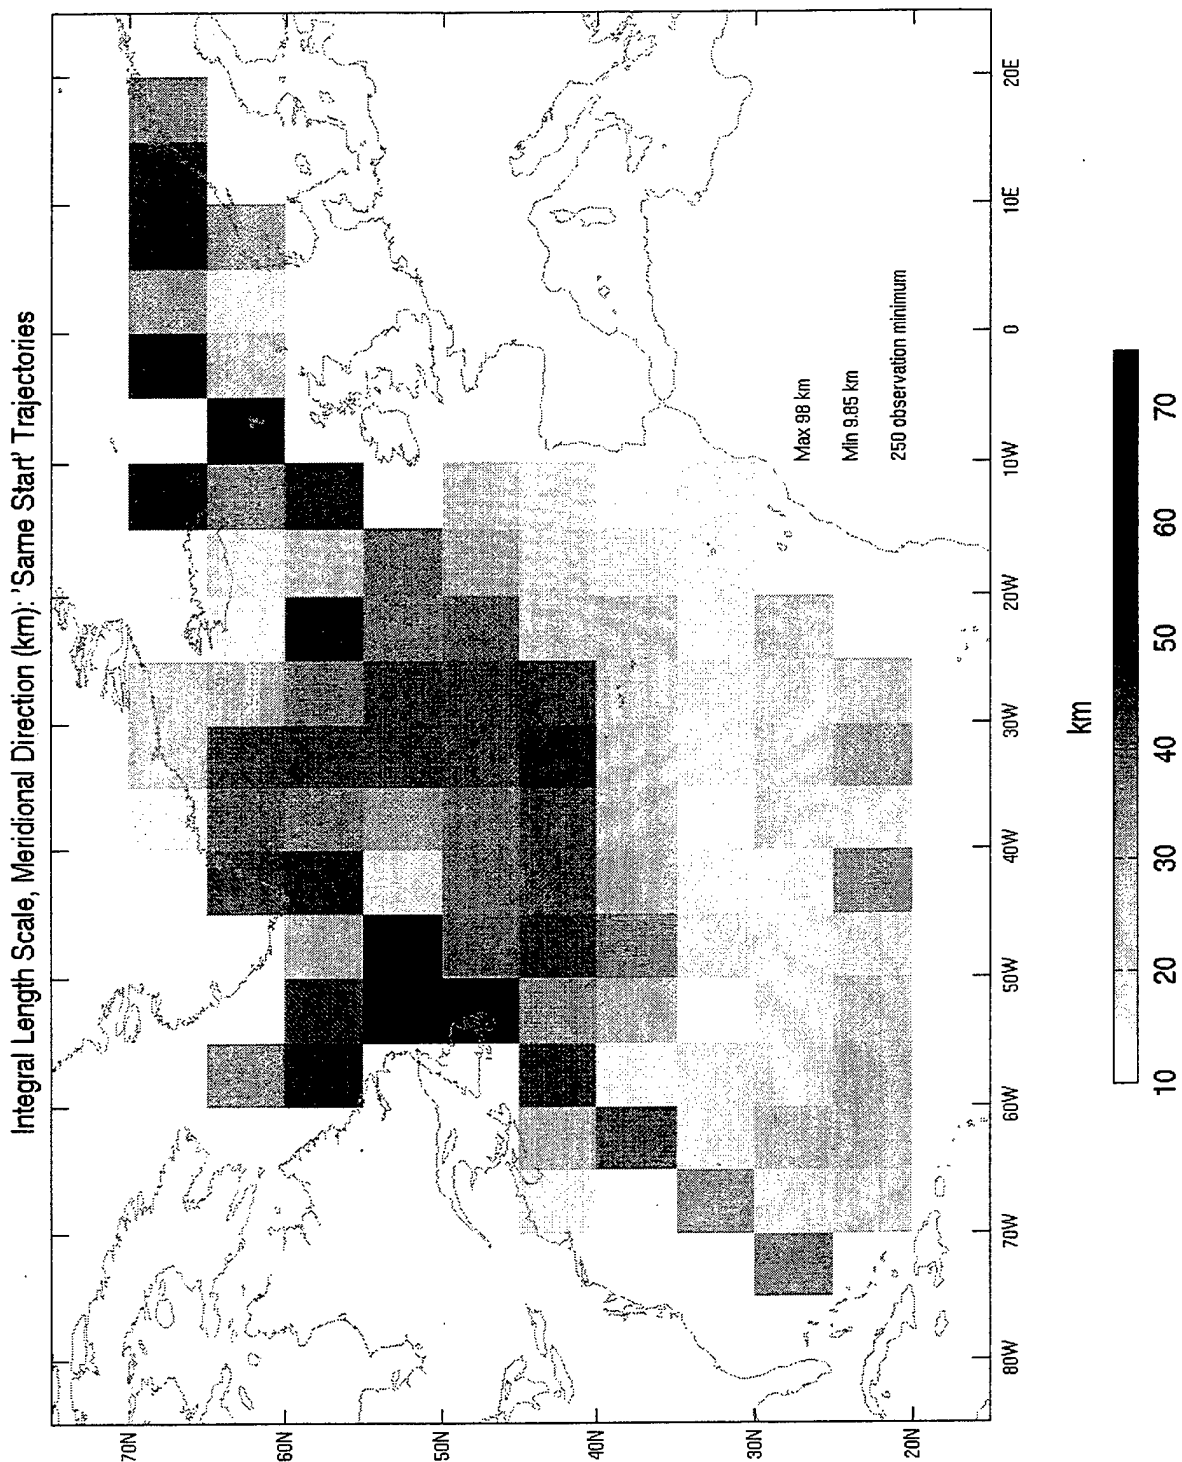 Integral Length Scale, Meridional Direction (km): 'Same Start' Trajectories
70N
60N
50N
40N
30N
20N
80W
70W
60W
50W
40W
30W
20W
10W
0
10E
20E
Max 98 km
Min 9.85 km
250 observation minimum
km
10
20
30
40
50
60
70